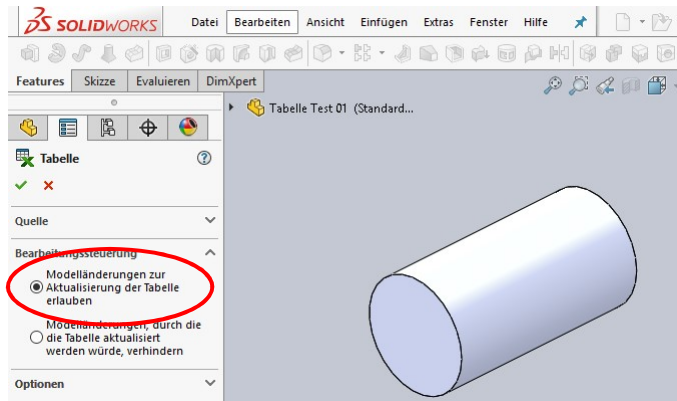 SOLIDWORKS Datei Bearbeiten Ansicht Einfügen Extras Fenster Hilfe
Features Skizze Evaluieren DimXpert
Tabelle Test 01 (Standard...
Tabelle
Quelle
Bearbeitungssteuerung
Modelländerungen zur
Aktualisierung der Tabelle
erlauben
Modelländerungen, durch die
die Tabelle aktualisiert
werden würde, verhindern
Optionen